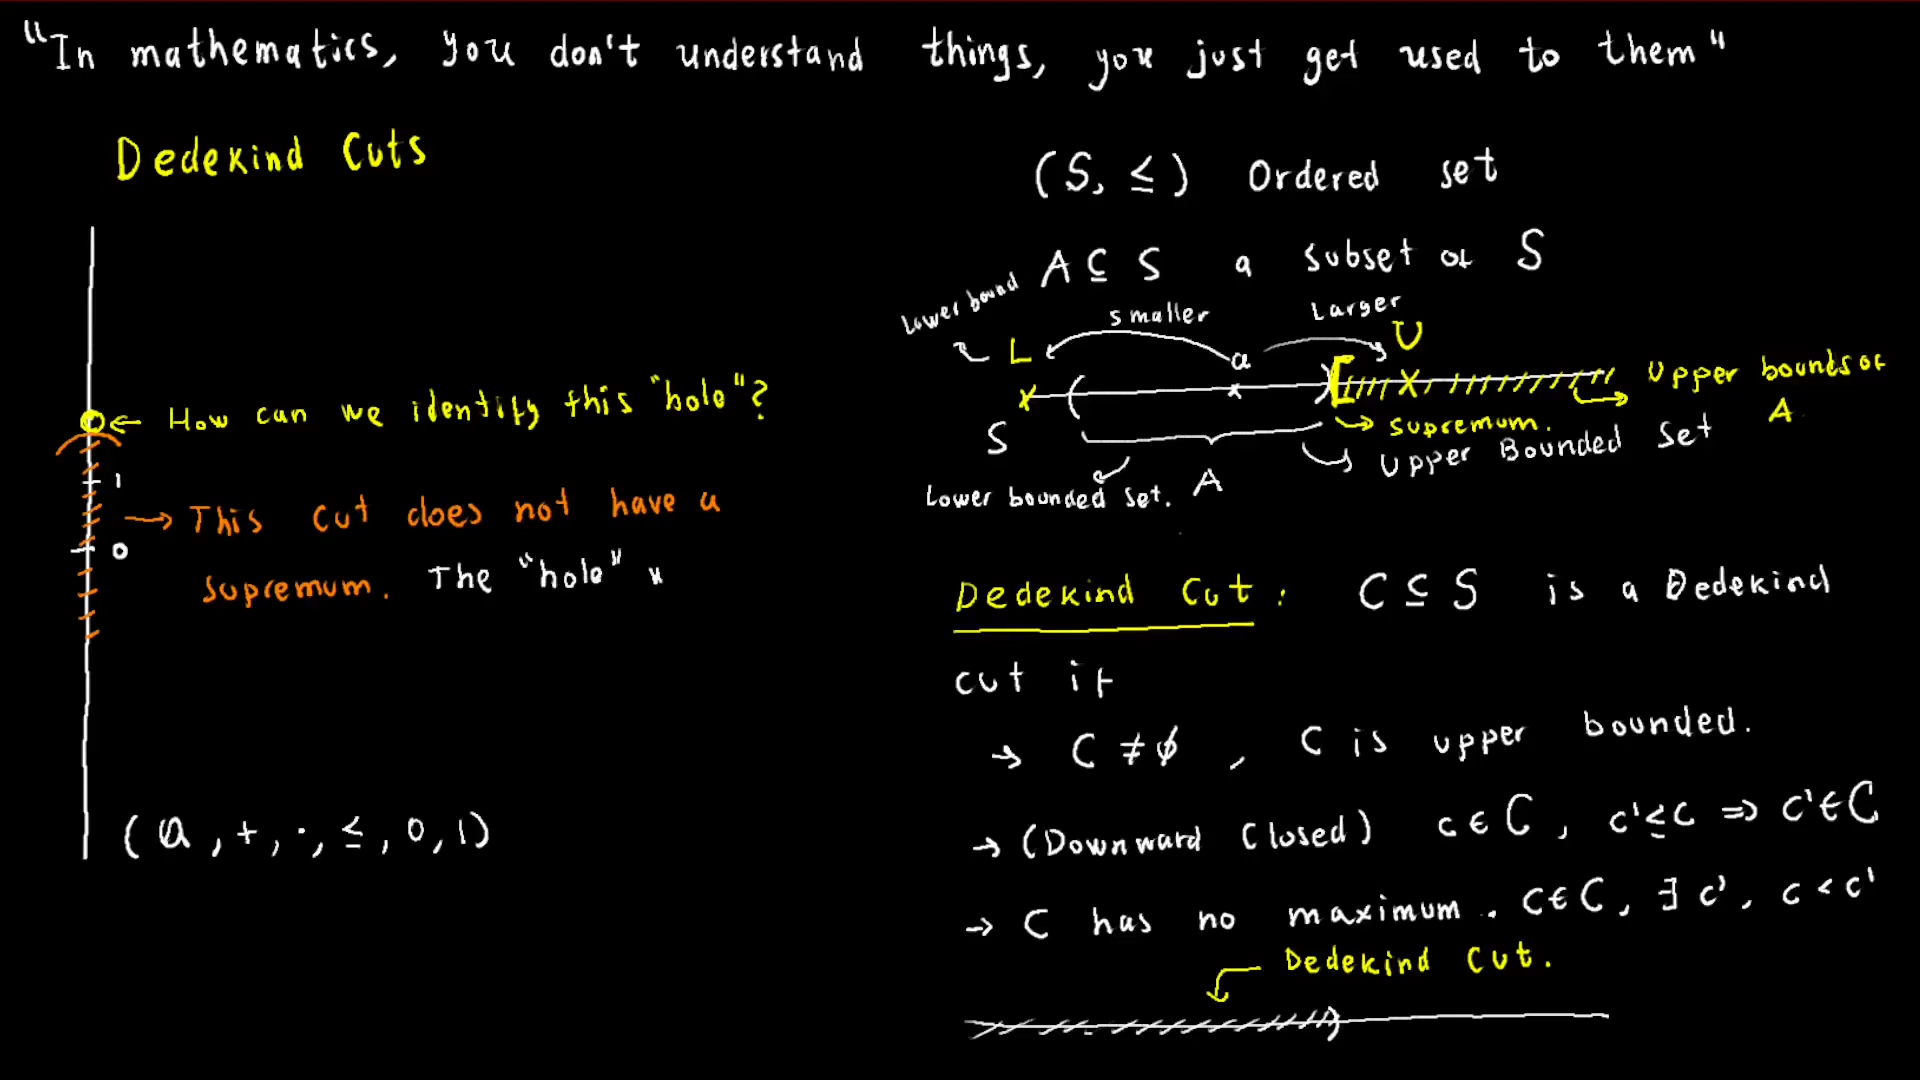 "In mathematics, you don't understand things, you just get used to them"
Dedekind Cuts
How can we identify this "hole"?
1
→ This cut does not have a
0
supremum. The "hole"
(Q, +, ·, ≤, 0, 1)
(S, ≤) Ordered set
A ⊆ S a subset of S
Lower bound
smaller
Larger
L
a
U
Upper bounds of
A
supremum.
S
Upper Bounded Set
Lower bounded set.
A
Dedekind Cut: C ⊆ S is a Dedekind
cut if
→ C ≠ ∅, C is upper bounded.
→ (Downward Closed) c ∈ C, c' ≤ c ⇒ c' ∈ C
→ C has no maximum. c ∈ C, ∃ c', c < c'
Dedekind Cut.